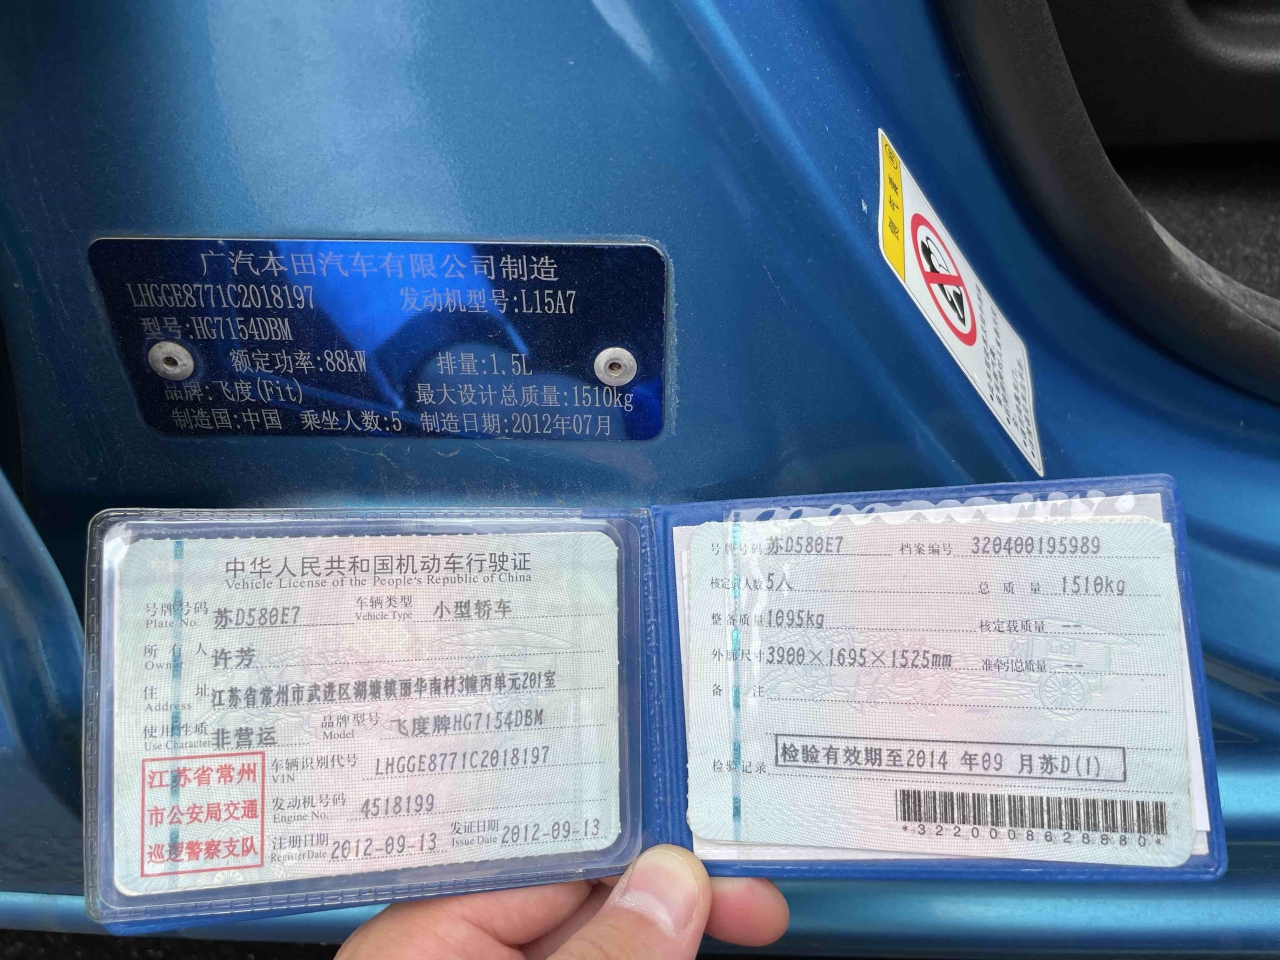 广汽本田汽车有限公司制造
LHGGE8771C2018197 发动机型号:L15A7
型号:HG7154DBM
额定功率:88kW 排量:1.5L
品牌:飞度(Fit) 最大设计总质量:1510kg
制造国:中国 乘坐人数:5 制造日期:2012年07月
中华人民共和国机动车行驶证
Vehicle License of the People's Republic of China
号牌号码 苏D580E7 车辆类型 小型轿车
Plate No. Vehicle Type
所有人 许芳
Owner
住址 江苏省常州市武进区湖塘镇丽华南村3幢丙单元201室
Address
使用性质 非营运 品牌型号 飞度牌HG7154DBM
Use Character Model
江苏省常州
市公安局交通
巡逻警察支队
车辆识别代号 LHGGE8771C2018197
VIN
发动机号码 4518199
Engine No.
注册日期 2012-09-13 发证日期 2012-09-13
Register Date Issue Date
号牌号码 苏D580E7 档案编号 320400195989
核定载人数 5人 总质量 1510kg
整备质量 1095kg 核定载质量 --
外廓尺寸 3900×1695×1525mm 准牵引总质量 --
备注
检验记录 检验有效期至2014年09月苏D(1)
*3220008628880*